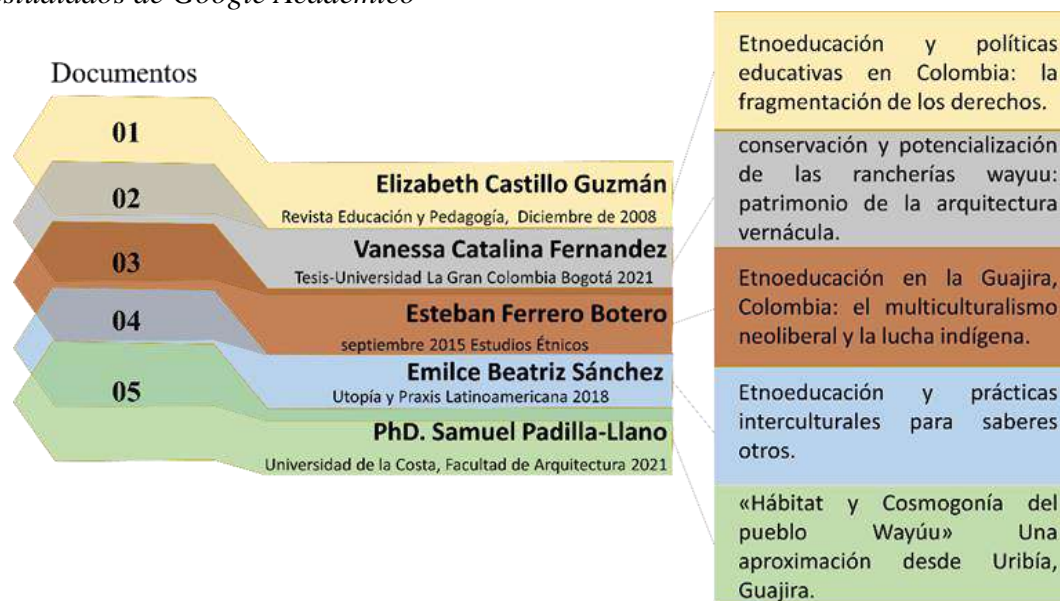 de Google Académico
Documentos
01
02
03
04
05
Elizabeth Castillo Guzmán
Revista Educación y Pedagogía, Diciembre de 2008
Vanessa Catalina Fernandez
Tesis-Universidad La Gran Colombia Bogotá 2021
Esteban Ferrero Botero
septiembre 2015 Estudios Étnicos
Emilce Beatriz Sánchez
Utopía y Praxis Latinoamericana 2018
PhD. Samuel Padilla-Llano
Universidad de la Costa, Facultad de Arquitectura 2021
Etnoeducación y políticas
educativas en Colombia: la
fragmentación de los derechos.
conservación y potencialización
de las rancherías wayuu:
patrimonio de la arquitectura
vernácula.
Etnoeducación en la Guajira,
Colombia: el multiculturalismo
neoliberal y la lucha indígena.
Etnoeducación y prácticas
interculturales para saberes
otros.
«Hábitat y Cosmogonía del
pueblo Wayúu» Una
aproximación desde Uribía,
Guajira.